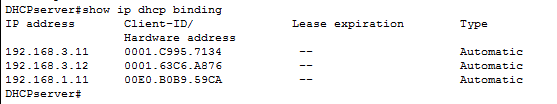 DHCPserver#show ip dhcp binding
IP address       Client-ID/              Lease expiration        Type
                 Hardware address
192.168.3.11     0001.C995.7134           --                     Automatic
192.168.3.12     0001.63C6.A876           --                     Automatic
192.168.1.11     00E0.B0B9.59CA           --                     Automatic
DHCPserver#